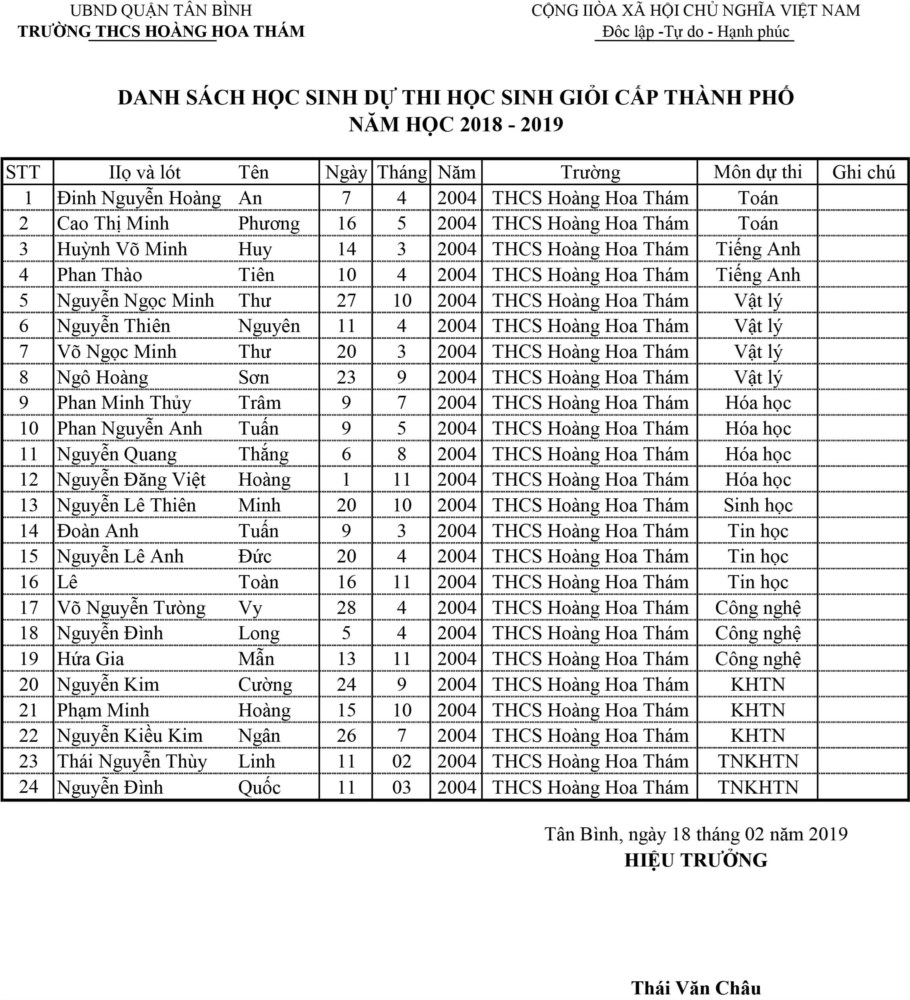 UBND QUẬN TÂN BÌNH CỘNG IIÒA XÃ HỘI CHỦ NGHĨA VIỆT NAM
TRƯỜNG THCS HOÀNG HOA THÁM Đôc lập -Tự do - Hạnh phúc
DANH SÁCH HỌC SINH DỰ THI HỌC SINH GIỎI CẤP THÀNH PHỐ
NĂM HỌC 2018 - 2019
STT IIọ và lót Tên Ngày Tháng Năm Trường Môn dự thi Ghi chú
1 Đinh Nguyễn Hoàng An 7 4 2004 THCS Hoàng Hoa Thám Toán
2 Cao Thị Minh Phương 16 5 2004 THCS Hoàng Hoa Thám Toán
3 Huỳnh Võ Minh Huy 14 3 2004 THCS Hoàng Hoa Thám Tiếng Anh
4 Phan Thào Tiên 10 4 2004 THCS Hoàng Hoa Thám Tiếng Anh
5 Nguyễn Ngọc Minh Thư 27 10 2004 THCS Hoàng Hoa Thám Vật lý
6 Nguyễn Thiên Nguyên 11 4 2004 THCS Hoàng Hoa Thám Vật lý
7 Võ Ngọc Minh Thư 20 3 2004 THCS Hoàng Hoa Thám Vật lý
8 Ngô Hoàng Sơn 23 9 2004 THCS Hoàng Hoa Thám Vật lý
9 Phan Minh Thủy Trâm 9 7 2004 THCS Hoàng Hoa Thám Hóa học
10 Phan Nguyễn Anh Tuấn 9 5 2004 THCS Hoàng Hoa Thám Hóa học
11 Nguyễn Quang Thắng 6 8 2004 THCS Hoàng Hoa Thám Hóa học
12 Nguyễn Đăng Việt Hoàng 1 11 2004 THCS Hoàng Hoa Thám Hóa học
13 Nguyễn Lê Thiên Minh 20 10 2004 THCS Hoàng Hoa Thám Sinh học
14 Đoàn Anh Tuấn 9 3 2004 THCS Hoàng Hoa Thám Tin học
15 Nguyễn Lê Anh Đức 20 4 2004 THCS Hoàng Hoa Thám Tin học
16 Lê Toàn 16 11 2004 THCS Hoàng Hoa Thám Tin học
17 Võ Nguyễn Tưòng Vy 28 4 2004 THCS Hoàng Hoa Thám Công nghệ
18 Nguyễn Đình Long 5 4 2004 THCS Hoàng Hoa Thám Công nghệ
19 Hứa Gia Mẫn 13 11 2004 THCS Hoàng Hoa Thám Công nghệ
20 Nguyễn Kim Cường 24 9 2004 THCS Hoàng Hoa Thám KHTN
21 Phạm Minh Hoàng 15 10 2004 THCS Hoàng Hoa Thám KHTN
22 Nguyễn Kiều Kim Ngân 26 7 2004 THCS Hoàng Hoa Thám KHTN
23 Thái Nguyễn Thùy Linh 11 02 2004 THCS Hoàng Hoa Thám TNKHTN
24 Nguyễn Đình Quốc 11 03 2004 THCS Hoàng Hoa Thám TNKHTN
Tân Bình, ngày 18 tháng 02 năm 2019
HIỆU TRƯỞNG
Thái Văn Châu